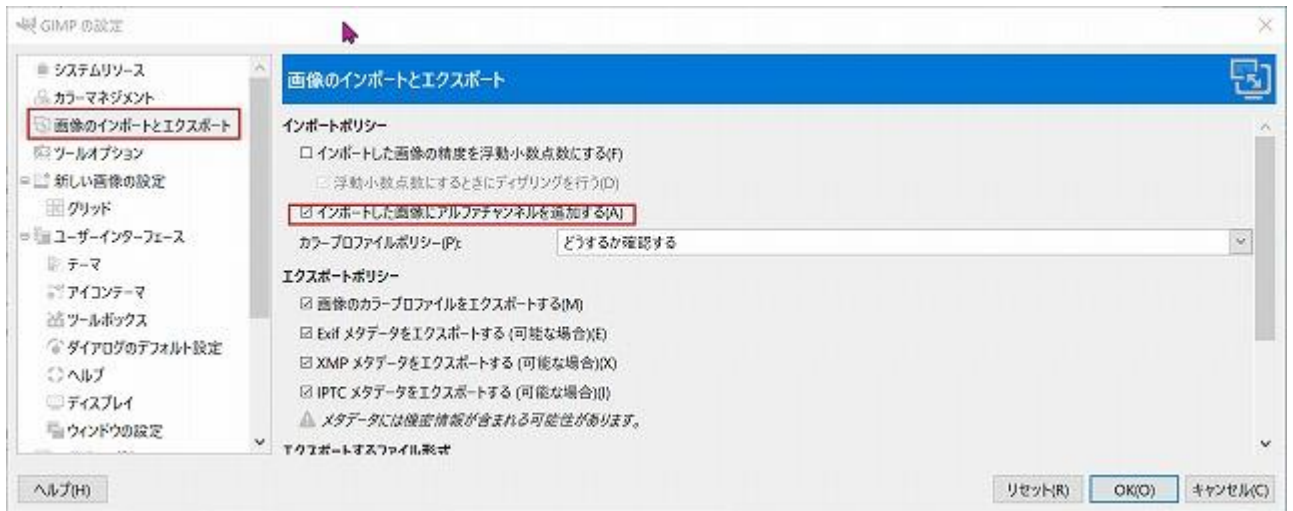 GIMP の設定
システムリソース
カラーマネジメント
画像のインポートとエクスポート
ツールオプション
新しい画像の設定
グリッド
ユーザーインターフェース
テーマ
アイコンテーマ
ツールボックス
ダイアログのデフォルト設定
ヘルプ
ディスプレイ
ウィンドウの設定
画像のインポートとエクスポート
インポートポリシー
インポートした画像の精度を浮動小数点数にする(F)
浮動小数点数にするときにディザリングを行う(D)
インポートした画像にアルファチャンネルを追加する(A)
カラープロファイルポリシー(P): どうするか確認する
エクスポートポリシー
画像のカラープロファイルをエクスポートする(M)
Exif メタデータをエクスポートする (可能な場合)(E)
XMP メタデータをエクスポートする (可能な場合)(X)
IPTC メタデータをエクスポートする (可能な場合)(I)
メタデータには機密情報が含まれる可能性があります。
エクスポートするファイル形式
ヘルプ(H) リセット(R) OK(O) キャンセル(C)